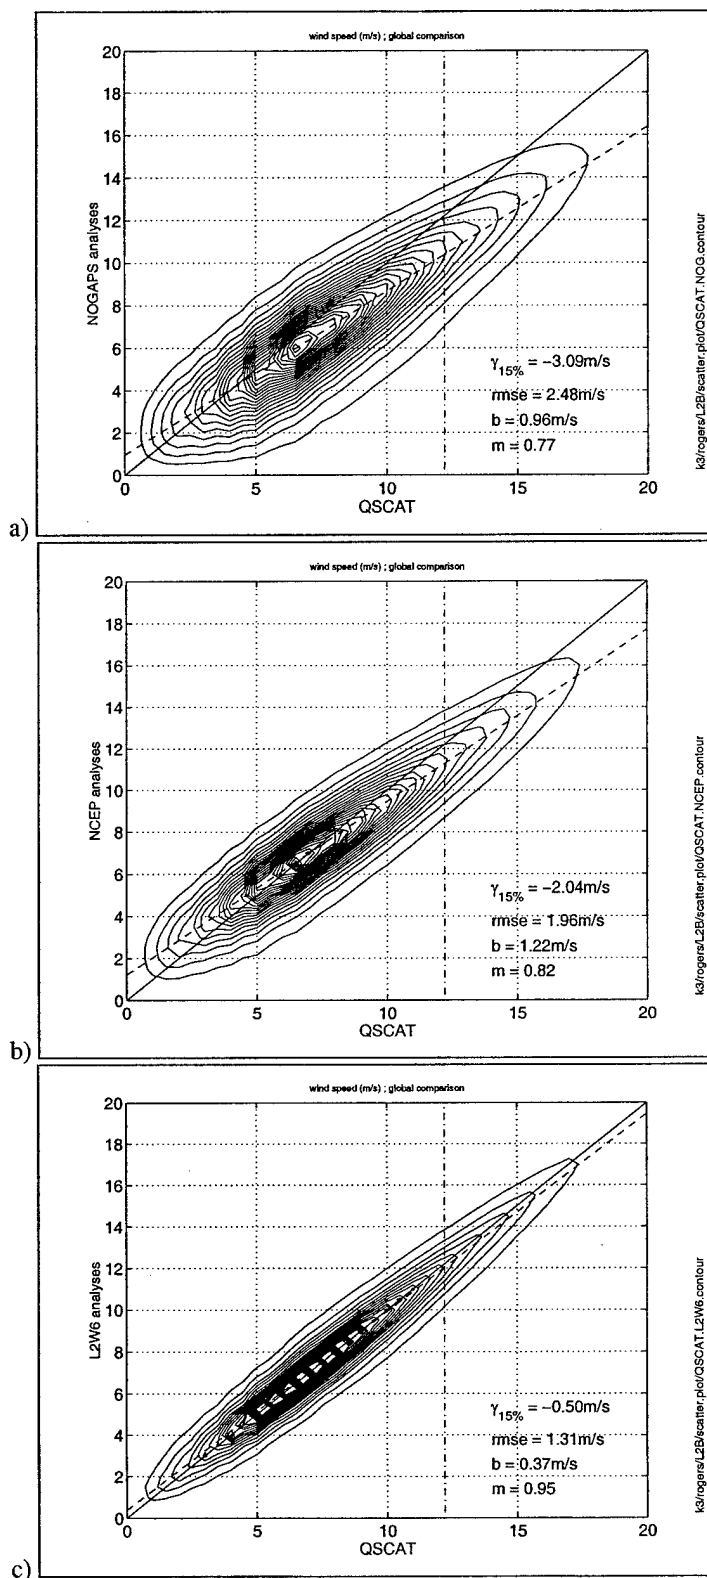 wind speed (m/s) ; global comparison
20
18
16
14
12
10
8
6
4
2
0
NOGAPS analyses
γ15% = −3.09m/s
rmse = 2.48m/s
b = 0.96m/s
m = 0.77
0 5 10 15 20
QSCAT
k3/rogers/L2B/scatter.plot/QSCAT.NOG.contour
a)
wind speed (m/s) ; global comparison
20
18
16
14
12
10
8
6
4
2
0
NCEP analyses
γ15% = −2.04m/s
rmse = 1.96m/s
b = 1.22m/s
m = 0.82
0 5 10 15 20
QSCAT
k3/rogers/L2B/scatter.plot/QSCAT.NCEP.contour
b)
wind speed (m/s) ; global comparison
20
18
16
14
12
10
8
6
4
2
0
L2W6 analyses
γ15% = −0.50m/s
rmse = 1.31m/s
b = 0.37m/s
m = 0.95
0 5 10 15 20
QSCAT
k3/rogers/L2B/scatter.plot/QSCAT.L2W6.contour
c)